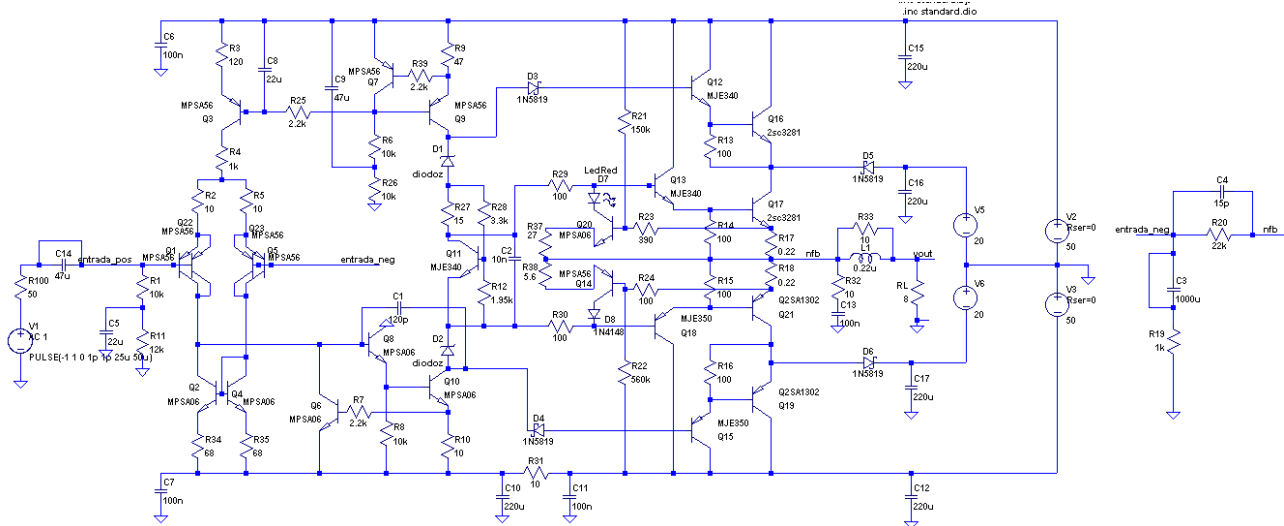 .inc standard.dio
C6
100n
R3
120
C8
22u
MPSA56
Q7
R39
2.2k
R9
47
C9
47u
MPSA56
Q3
R25
2.2k
MPSA56
Q9
D3
1N5819
Q12
MJE340
C15
220u
R4
1k
R6
10k
D1
diodoz
R21
150k
R13
100
Q16
2sc3281
R2
10
R5
10
R26
10k
R27
15
R28
3.3k
R29
100
LedRed
D7
Q13
MJE340
D5
1N5819
C16
220u
C4
15p
Q22
MPSA56
Q23
MPSA56
Q1
MPSA56
Q5
MPSA56
Q11
MJE340
C2
10n
R37
27
Q20
MPSA06
R23
390
R14
100
Q17
2sc3281
R17
0.22
R33
10
L1
0.22u
V5
20
V2
Rser=0
50
entrada_neg
R20
22k
nfb
C14
47u
entrada_pos
entrada_neg
R38
5.6
MPSA56
Q14
R24
100
R15
100
R18
0.22
nfb
vout
R100
50
R1
10k
R12
1.95k
R32
10
C13
100n
RL
8
V6
20
V3
Rser=0
50
C3
1000u
V1
AC 1
PULSE(-1 1 0 1p 1p 25u 50u)
C5
22u
R11
12k
C1
120p
Q8
MPSA06
D2
diodoz
R30
100
D8
1N4148
MJE350
Q18
Q2SA1302
Q21
R19
1k
Q2
MPSA06
Q4
MPSA06
Q6
MPSA06
R7
2.2k
Q10
MPSA06
R22
560k
R16
100
D6
1N5819
C17
220u
Q2SA1302
Q19
R34
68
R35
68
R8
10k
R10
10
D4
1N5819
MJE350
Q15
C7
100n
R31
10
C10
220u
C11
100n
C12
220u